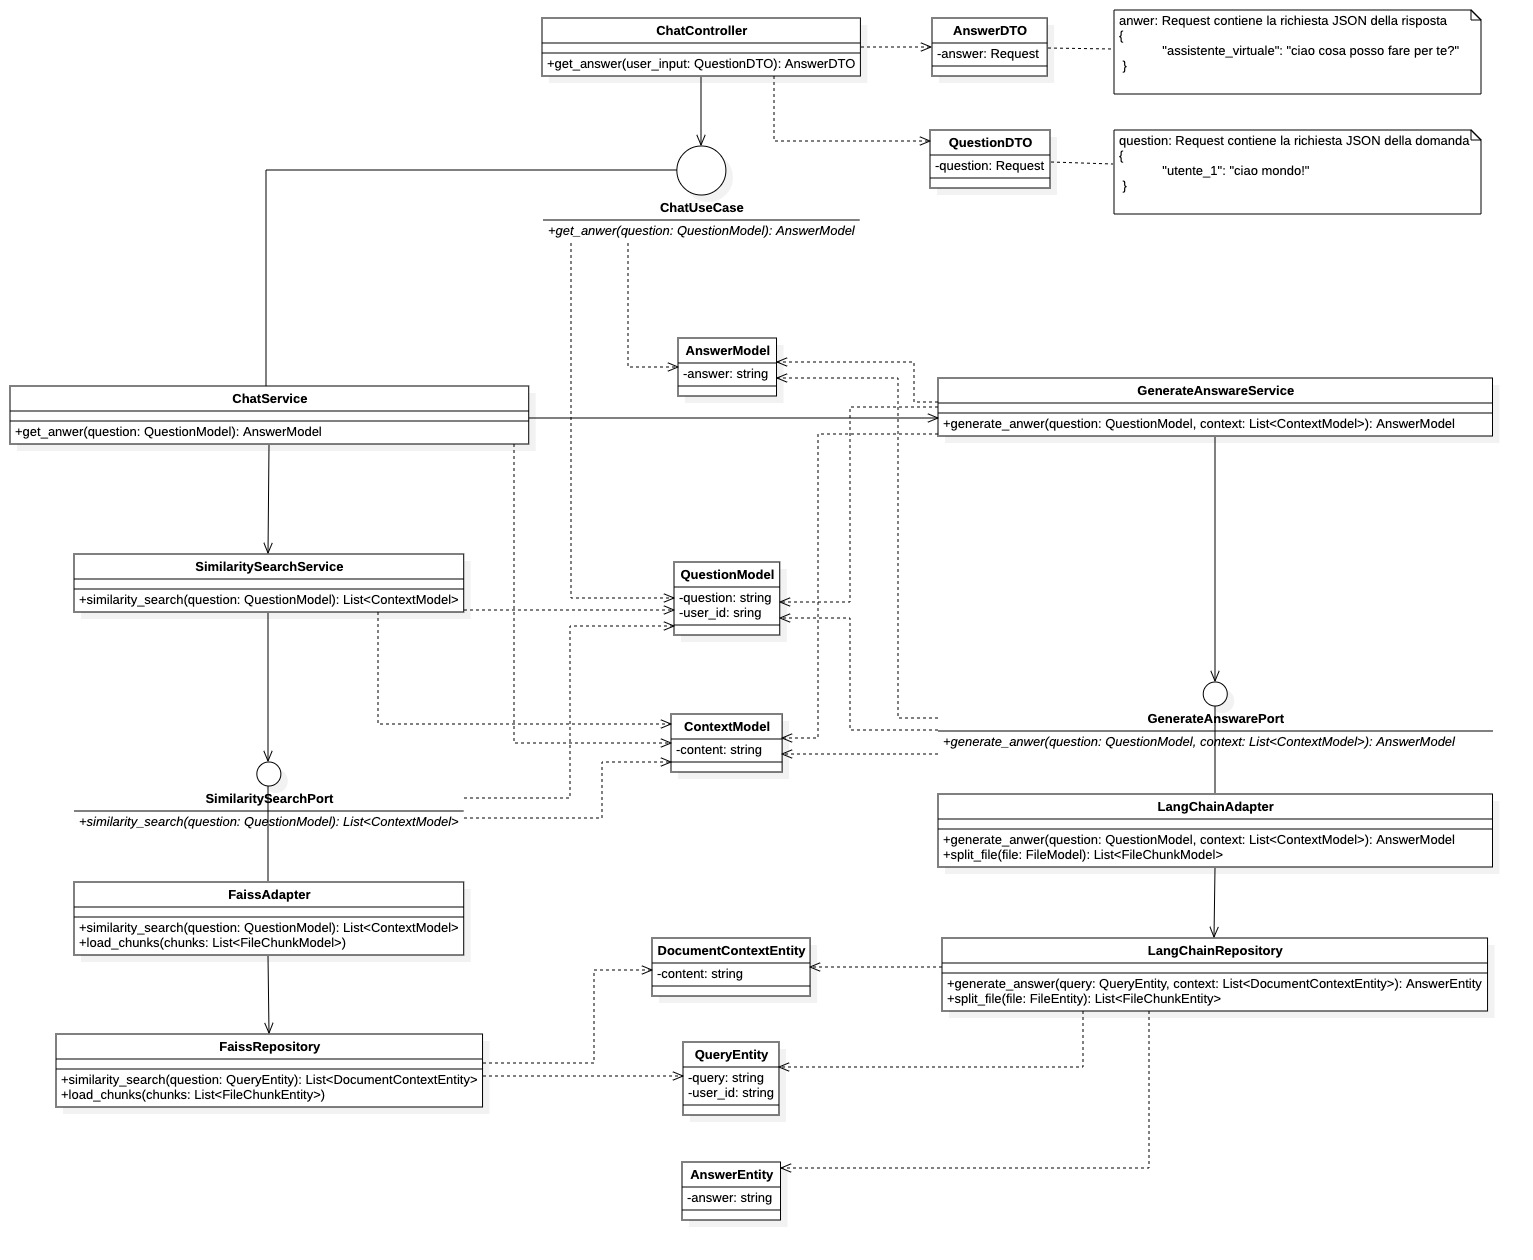 ChatController
+get_answer(user_input: QuestionDTO): AnswerDTO
AnswerDTO
-answer: Request
anwer: Request contiene la richiesta JSON della risposta
{
"assistente_virtuale": "ciao cosa posso fare per te?"
}
QuestionDTO
-question: Request
question: Request contiene la richiesta JSON della domanda
{
"utente_1": "ciao mondo!"
}
ChatUseCase
+get_anwer(question: QuestionModel): AnswerModel
AnswerModel
-answer: string
ChatService
+get_anwer(question: QuestionModel): AnswerModel
GenerateAnswareService
+generate_anwer(question: QuestionModel, context: List<ContextModel>): AnswerModel
SimilaritySearchService
+similarity_search(question: QuestionModel): List<ContextModel>
QuestionModel
-question: string
-user_id: sring
ContextModel
-content: string
GenerateAnswarePort
+generate_anwer(question: QuestionModel, context: List<ContextModel>): AnswerModel
SimilaritySearchPort
+similarity_search(question: QuestionModel): List<ContextModel>
LangChainAdapter
+generate_anwer(question: QuestionModel, context: List<ContextModel>): AnswerModel
+split_file(file: FileModel): List<FileChunkModel>
FaissAdapter
+similarity_search(question: QuestionModel): List<ContextModel>
+load_chunks(chunks: List<FileChunkModel>)
DocumentContextEntity
-content: string
LangChainRepository
+generate_answer(query: QueryEntity, context: List<DocumentContextEntity>): AnswerEntity
+split_file(file: FileEntity): List<FileChunkEntity>
FaissRepository
+similarity_search(question: QueryEntity): List<DocumentContextEntity>
+load_chunks(chunks: List<FileChunkEntity>)
QueryEntity
-query: string
-user_id: string
AnswerEntity
-answer: string